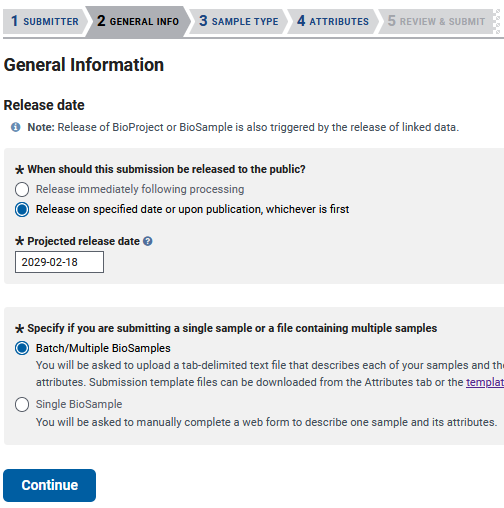 1 SUBMITTER 2 GENERAL INFO 3 SAMPLE TYPE 4 ATTRIBUTES 5 REVIEW & SUBMIT
General Information
Release date
Note: Release of BioProject or BioSample is also triggered by the release of linked data.
* When should this submission be released to the public?
Release immediately following processing
Release on specified date or upon publication, whichever is first
* Projected release date ?
2029-02-18
* Specify if you are submitting a single sample or a file containing multiple samples
Batch/Multiple BioSamples
You will be asked to upload a tab-delimited text file that describes each of your samples and the
attributes. Submission template files can be downloaded from the Attributes tab or the templat
Single BioSample
You will be asked to manually complete a web form to describe one sample and its attributes.
Continue